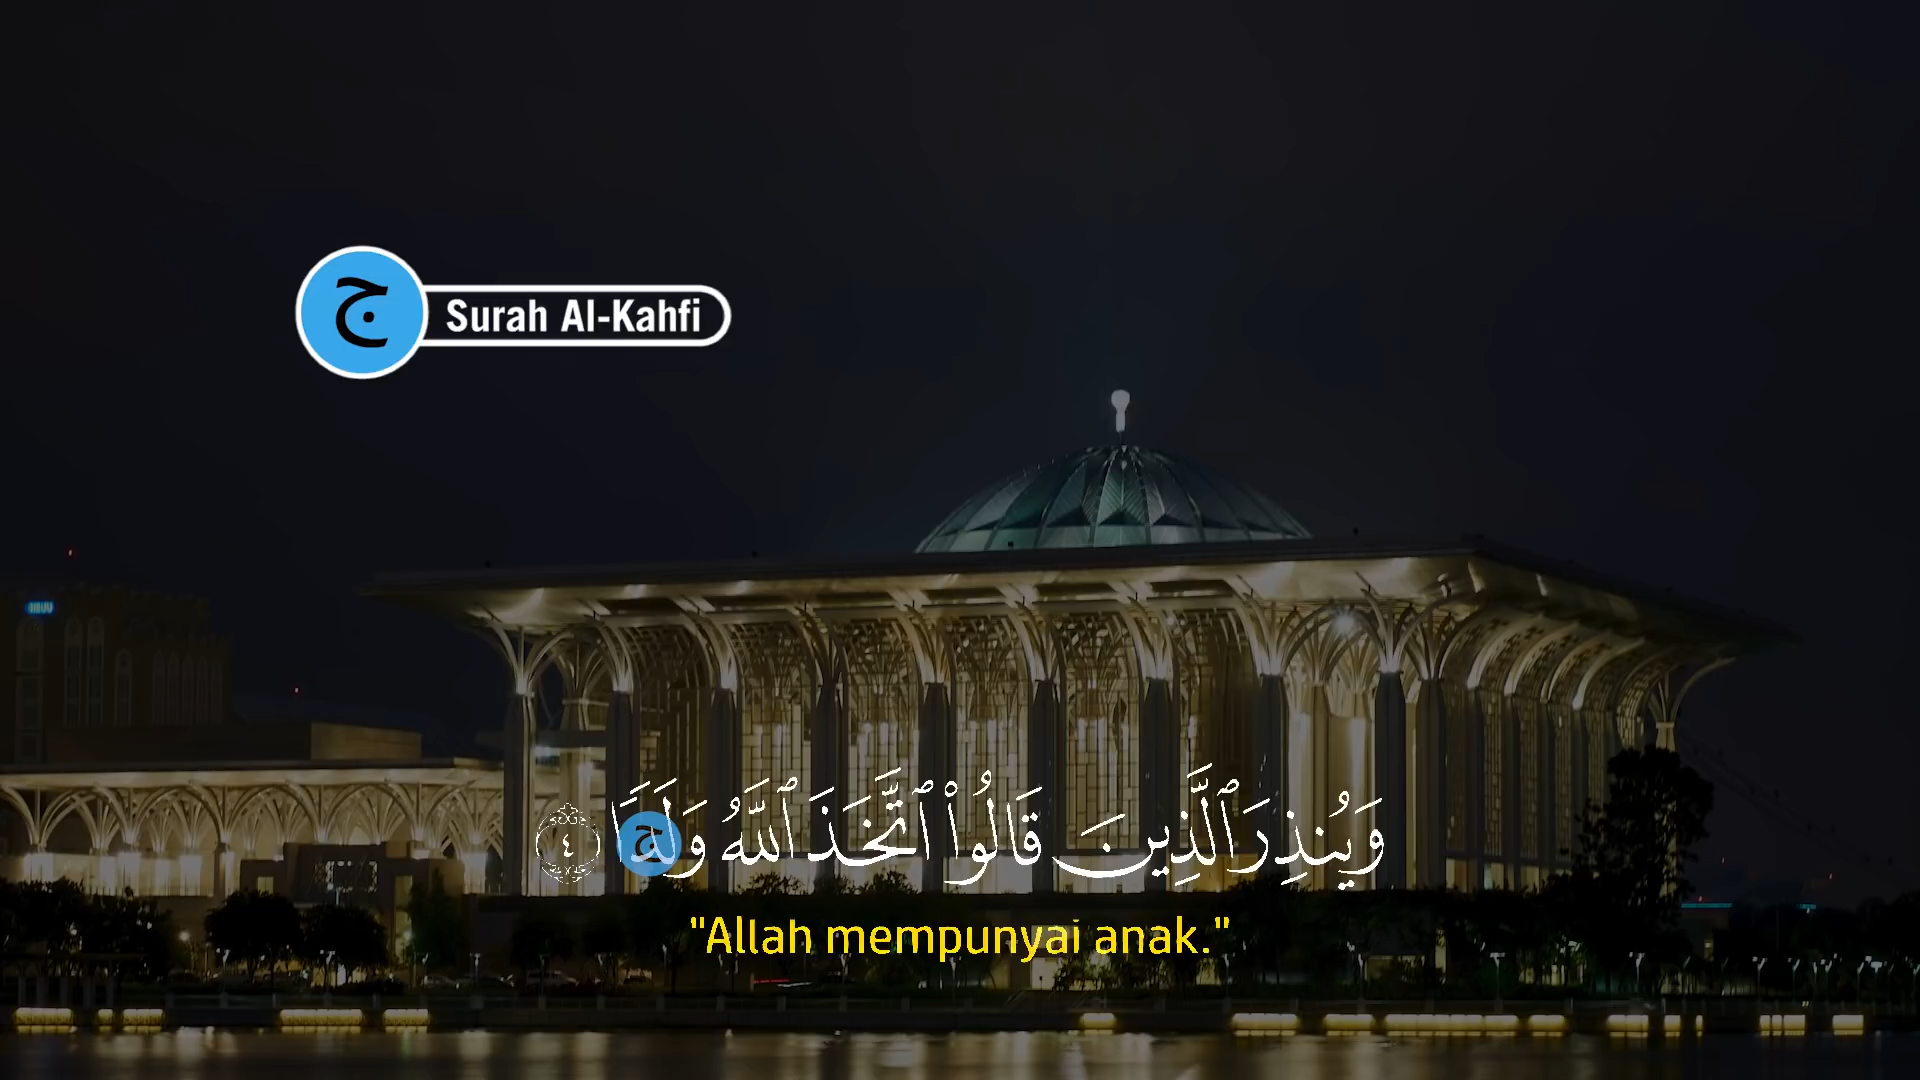 ج
Surah Al-Kahfi
وَيُنذِرَ ٱلَّذِينَ قَالُوا۟ ٱتَّخَذَ ٱللَّهُ وَلَدًا ٤
ج
"Allah mempunyai anak."